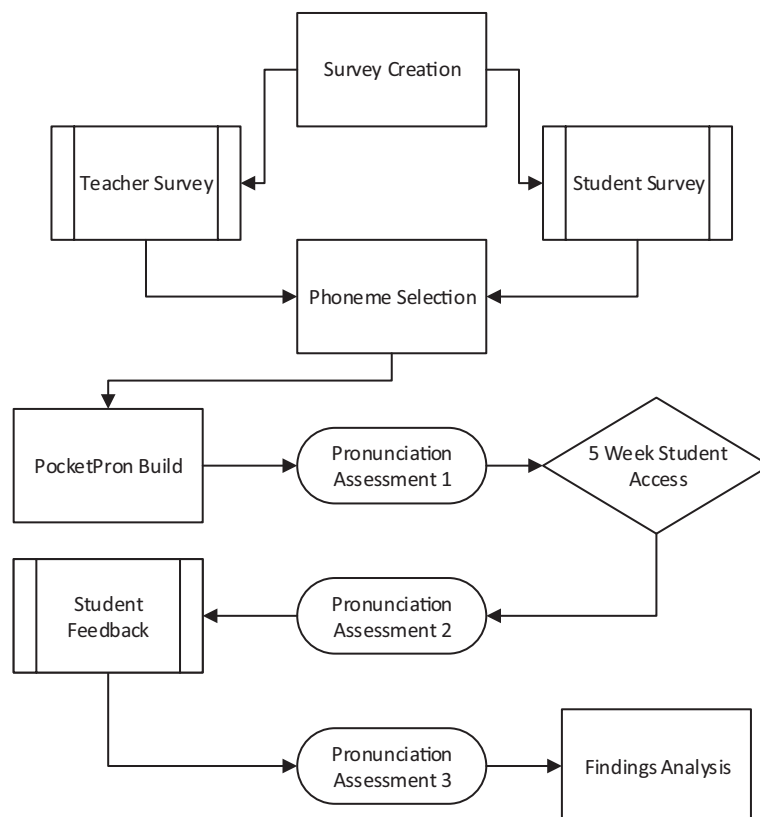 Survey Creation
Teacher Survey
Student Survey
Phoneme Selection
PocketPron Build
Pronunciation
Assessment 1
5 Week Student
Access
Student
Feedback
Pronunciation
Assessment 2
Pronunciation
Assessment 3
Findings Analysis